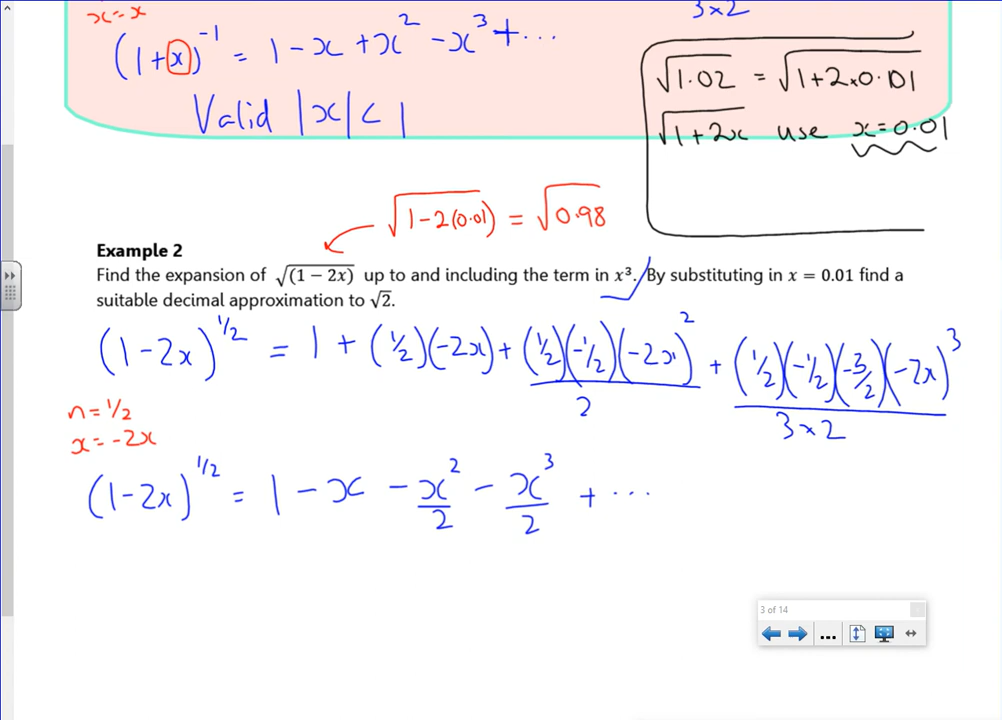 x=x
3×2
(1+x)⁻¹ = 1 - x + x² - x³ + ...
Valid |x| < 1
√1.02 = √1+2×0.01
√1+2x use x=0.01
√1-2(0.01) = √0.98
Example 2
Find the expansion of √(1 − 2x) up to and including the term in x³. By substituting in x = 0.01 find a
suitable decimal approximation to √2.
(1-2x)^½ = 1 + (½)(-2x) + (½)(-½)(-2x)²/2 + (½)(-½)(-3/2)(-2x)³/3×2
n = ½
x = -2x
(1-2x)^½ = 1 - x - x²/2 - x³/2 + ...
3 of 14